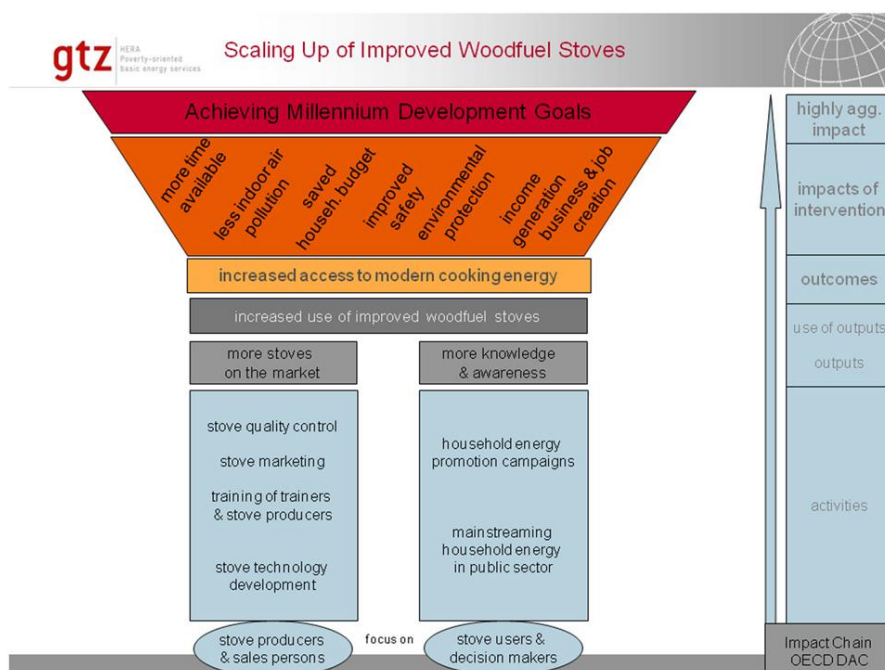 gtz
HERA
Poverty-oriented
basic energy services
Scaling Up of Improved Woodfuel Stoves
Achieving Millennium Development Goals
more time
available
less indoor air
pollution
saved
househ. budget
improved
safety
environmental
protection
income
generation
business & job
creation
increased access to modern cooking energy
increased use of improved woodfuel stoves
more stoves
on the market
more knowledge
& awareness
stove quality control
stove marketing
training of trainers
& stove producers
stove technology
development
household energy
promotion campaigns
mainstreaming
household energy
in public sector
stove producers
& sales persons
focus on
stove users &
decision makers
highly agg.
impact
impacts of
intervention
outcomes
use of outputs
outputs
activities
Impact Chain
OECD DAC